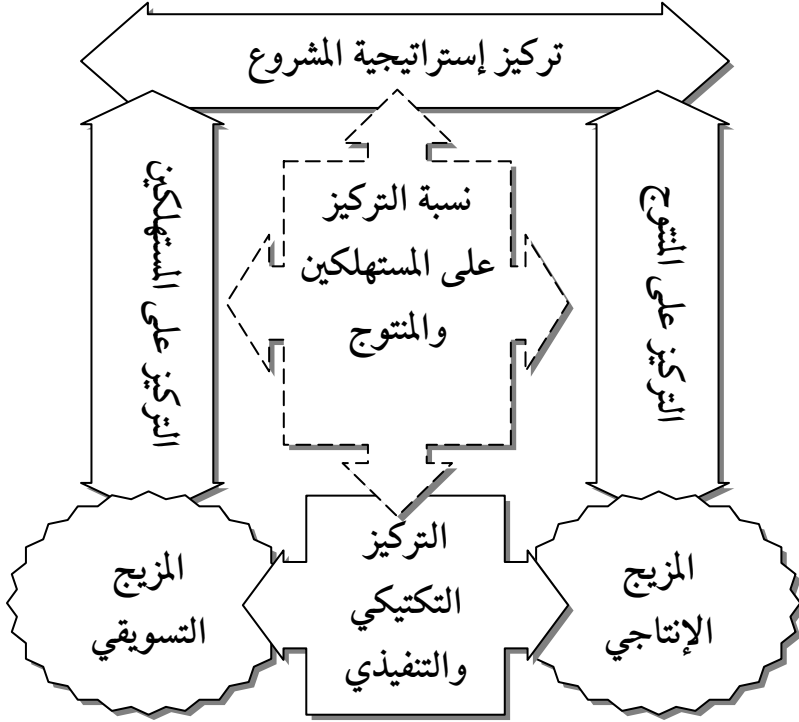 تركيز إستراتيجية المشروع
التركيز على المنتوج
نسبة التركيز
على المستهلكين
والمنتوج
التركيز على المستهلكين
المزيج
الإنتاجي
التركيز
التكتيكي
والتنفيذي
المزيج
التسويقي